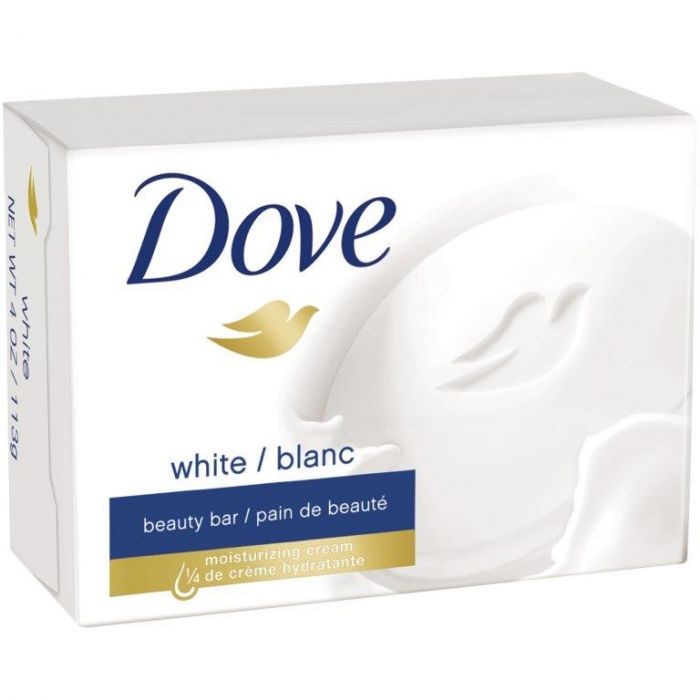 Dove
white / blanc
beauty bar / pain de beauté
1/4 moisturizing cream
de crème hydratante
white
NET WT 4 OZ / 113g